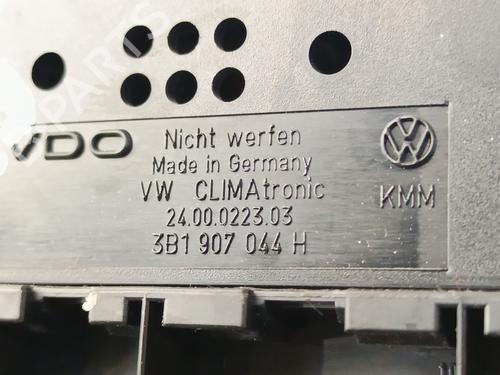 VDO
Nicht werfen
Made in Germany
VW CLIMAtronic
24.00.0223.03
3B1 907 044 H
KMM